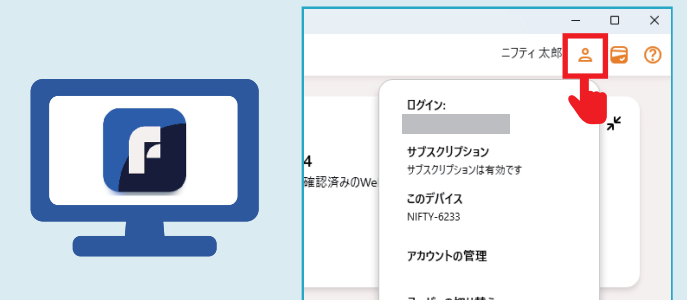 ニフティ 太郎
ログイン:
サブスクリプション
サブスクリプションは有効です
4
確認済みのWe
このデバイス
NIFTY-6233
アカウントの管理